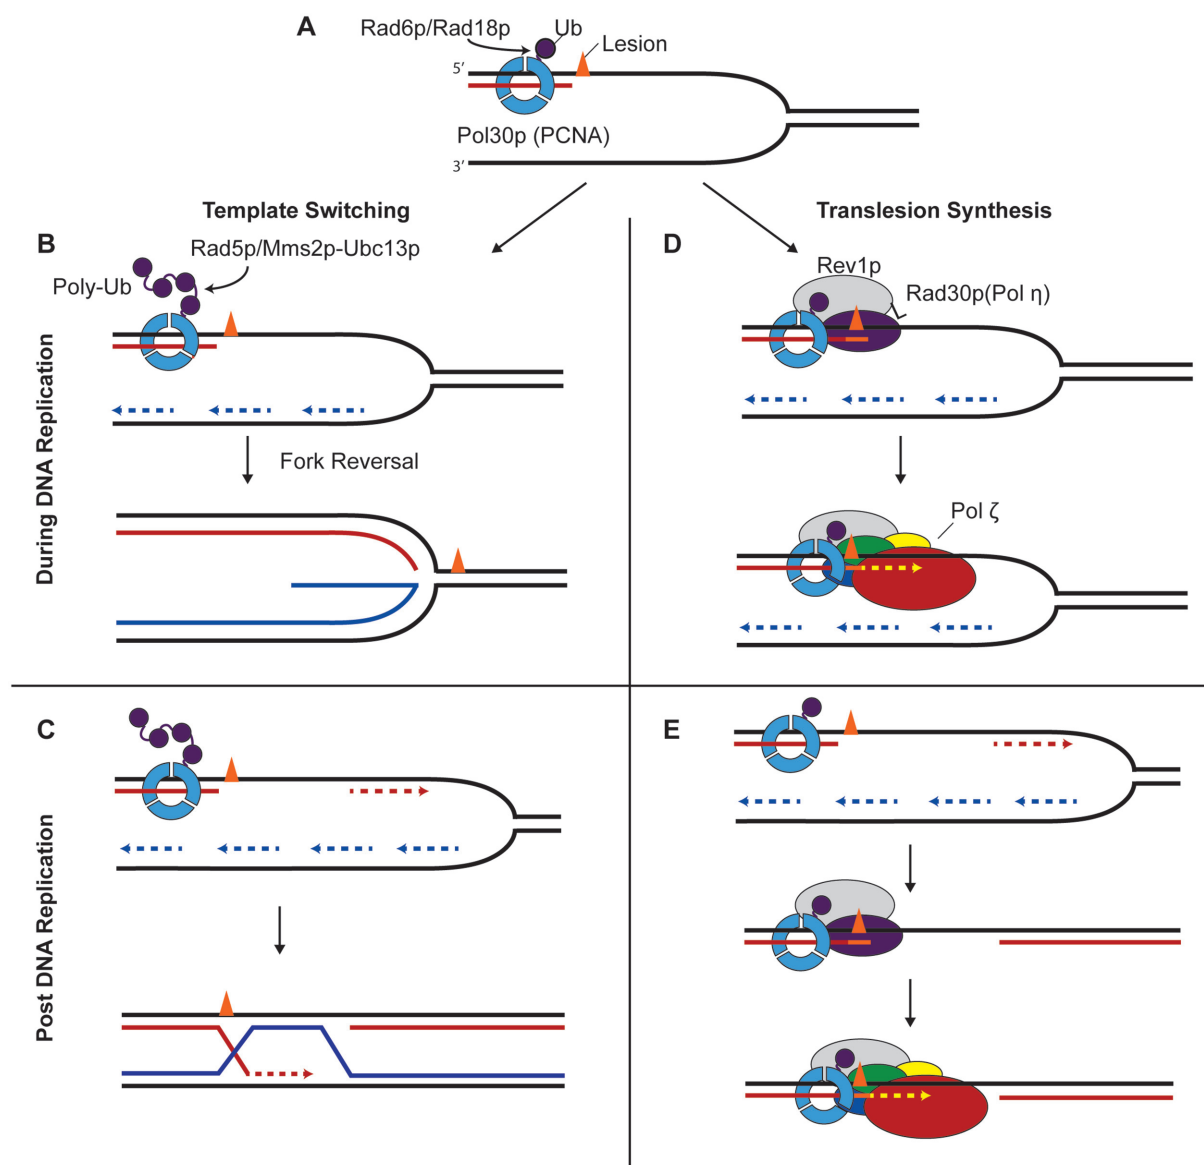 A
Rad6p/Rad18p
Ub
Lesion
5’
Pol30p (PCNA)
3’
Template Switching
Translesion Synthesis
B
Rad5p/Mms2p-Ubc13p
Poly-Ub
D
Rev1p
Rad30p(Pol η)
During DNA Replication
Fork Reversal
Pol ζ
C
E
Post DNA Replication